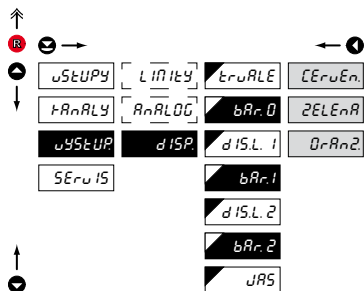 R
vStUPY LIMItY trVALE CErvEn.
KAnALY AnALOG bAr. 0 ZELEnA
vYStUP. dISP. dIS.L. 1 OrAnZ.
SErvIS bAr. 1
dIS.L. 2
bAr. 2
JAS